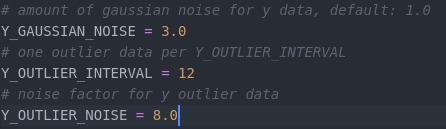 # amount of gaussian noise for y data, default: 1.0
Y_GAUSSIAN_NOISE = 3.0
# one outlier data per Y_OUTLIER_INTERVAL
Y_OUTLIER_INTERVAL = 12
# noise factor for y outlier data
Y_OUTLIER_NOISE = 8.0